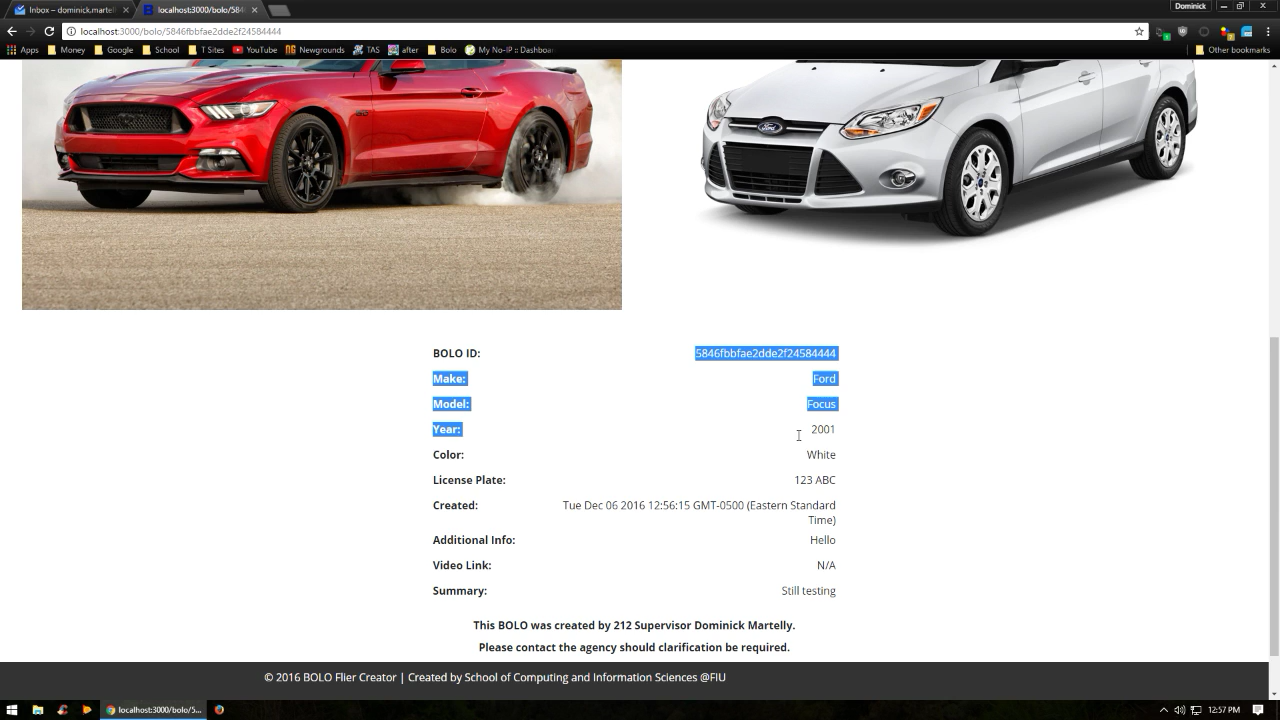 Dominick
Inbox – dominick.martell
localhost:3000/bolo/584
localhost:3000/bolo/5846fbbfae2dde2f24584444
Apps Money Google School T Sites YouTube Newgrounds TAS after Bolo My No-IP :: Dashboa Other bookmarks
Ford
BOLO ID: 5846fbbfae2dde2f24584444
Make: Ford
Model: Focus
Year: 2001
Color: White
License Plate: 123 ABC
Created: Tue Dec 06 2016 12:56:15 GMT-0500 (Eastern Standard
Time)
Additional Info: Hello
Video Link: N/A
Summary: Still testing
This BOLO was created by 212 Supervisor Dominick Martelly.
Please contact the agency should clarification be required.
© 2016 BOLO Flier Creator | Created by School of Computing and Information Sciences @FIU
localhost:3000/bolo/5...
12:57 PM